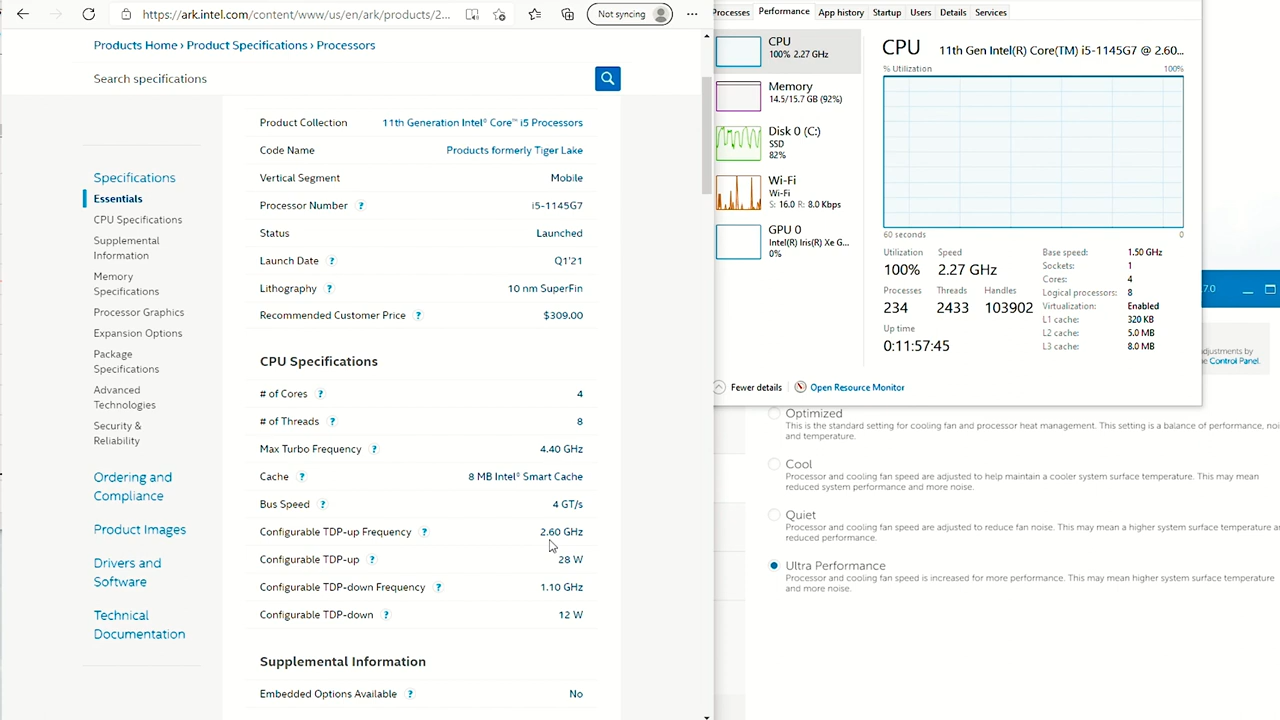 https://ark.intel.com/content/www/us/en/ark/products/2...
Not syncing
Products Home › Product Specifications › Processors
Search specifications
Specifications
Essentials
CPU Specifications
Supplemental
Information
Memory
Specifications
Processor Graphics
Expansion Options
Package
Specifications
Advanced
Technologies
Security &
Reliability
Ordering and
Compliance
Product Images
Drivers and
Software
Technical
Documentation
Product Collection 11th Generation Intel® Core™ i5 Processors
Code Name Products formerly Tiger Lake
Vertical Segment Mobile
Processor Number ? i5-1145G7
Status Launched
Launch Date ? Q1'21
Lithography ? 10 nm SuperFin
Recommended Customer Price ? $309.00
CPU Specifications
# of Cores ? 4
# of Threads ? 8
Max Turbo Frequency ? 4.40 GHz
Cache ? 8 MB Intel® Smart Cache
Bus Speed ? 4 GT/s
Configurable TDP-up Frequency ? 2.60 GHz
Configurable TDP-up ? 28 W
Configurable TDP-down Frequency ? 1.10 GHz
Configurable TDP-down ? 12 W
Supplemental Information
Embedded Options Available ? No
Processes Performance App history Startup Users Details Services
CPU
100% 2.27 GHz
Memory
14.5/15.7 GB (92%)
Disk 0 (C:)
SSD
82%
Wi-Fi
Wi-Fi
S: 16.0 R: 8.0 Kbps
GPU 0
Intel(R) Iris(R) Xe G...
0%
CPU 11th Gen Intel(R) Core(TM) i5-1145G7 @ 2.60...
% Utilization 100%
60 seconds 0
Utilization Speed
100% 2.27 GHz
Processes Threads Handles
234 2433 103902
Up time
0:11:57:45
Base speed: 1.50 GHz
Sockets: 1
Cores: 4
Logical processors: 8
Virtualization: Enabled
L1 cache: 320 KB
L2 cache: 5.0 MB
L3 cache: 8.0 MB
Fewer details Open Resource Monitor
7.0
adjustments by
he Control Panel.
Optimized
This is the standard setting for cooling fan and processor heat management. This setting is a balance of performance, noi
and temperature.
Cool
Processor and cooling fan speed are adjusted to help maintain a cooler system surface temperature. This may mean
reduced system performance and more noise.
Quiet
Processor and cooling fan speed are adjusted to reduce fan noise. This may mean a higher system surface temperature a
reduced performance.
Ultra Performance
Processor and cooling fan speed is increased for more performance. This may mean higher system surface temperature
and more noise.